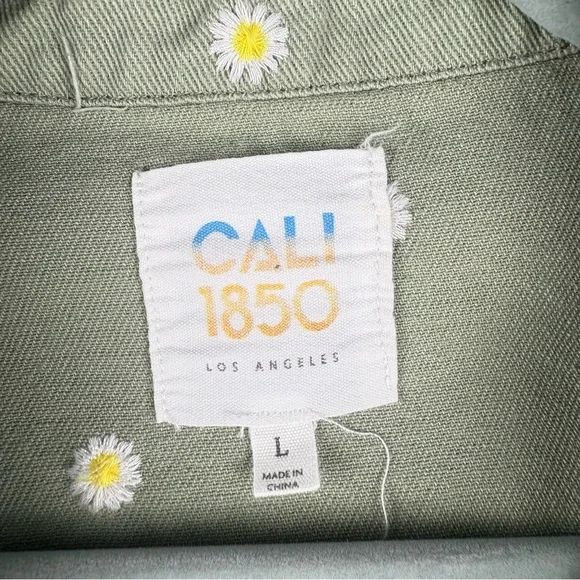 CALI
1850
LOS ANGELES
L
MADE IN
CHINA